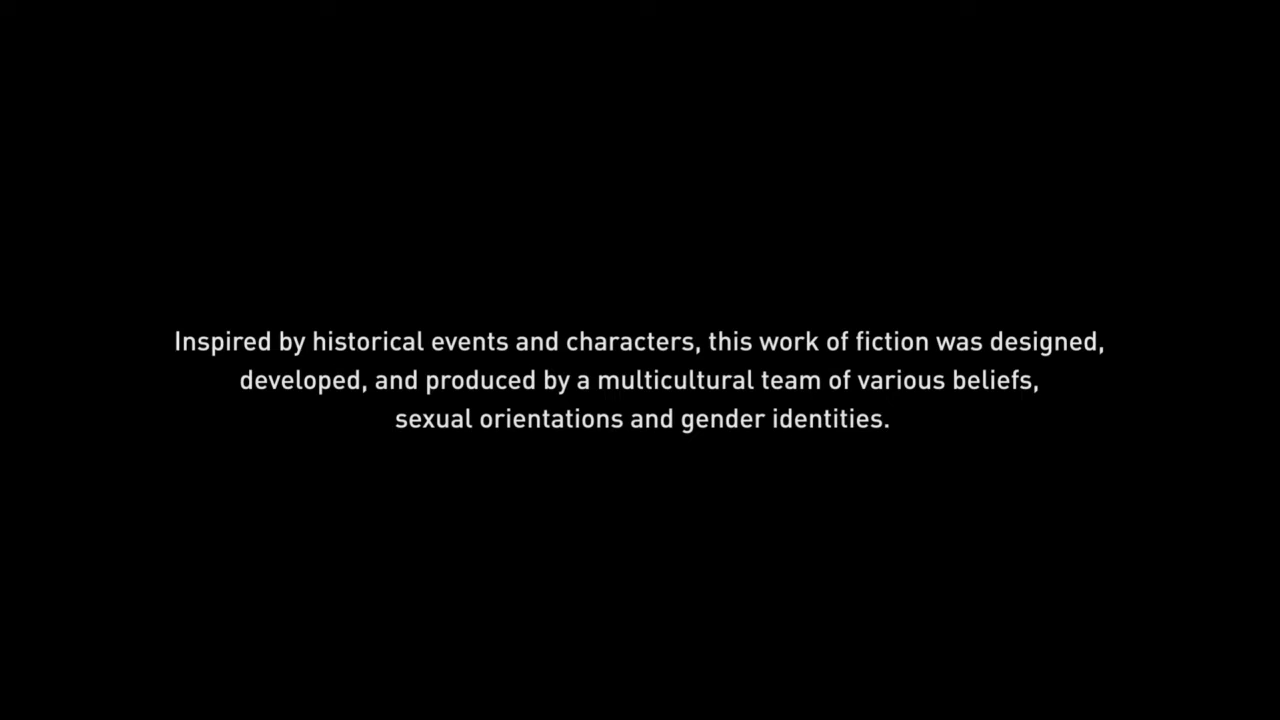 Inspired by historical events and characters, this work of fiction was designed,
developed, and produced by a multicultural team of various beliefs,
sexual orientations and gender identities.